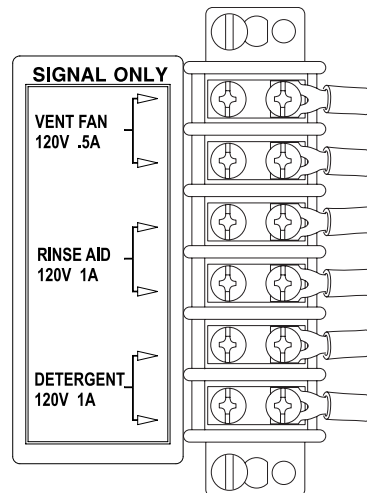 SIGNAL ONLY
VENT FAN
120V .5A
RINSE AID
120V 1A
DETERGENT
120V 1A